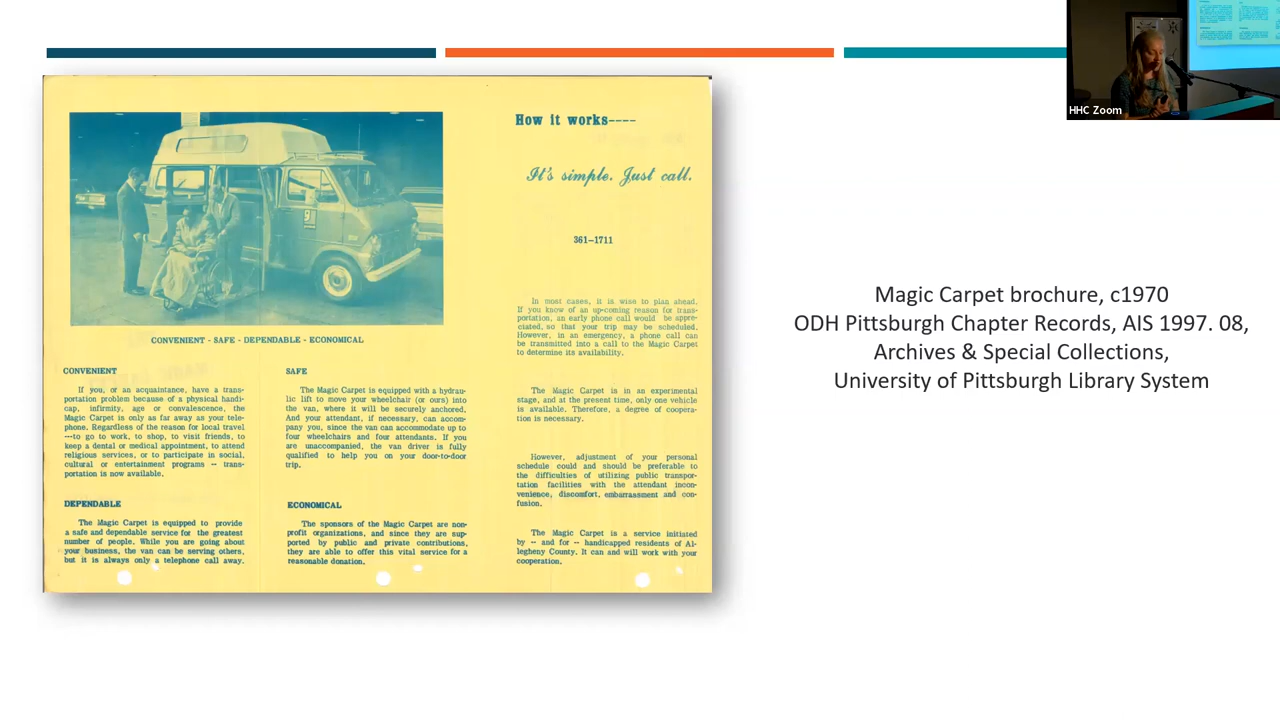 HHC Zoom
CONVENIENT - SAFE - DEPENDABLE - ECONOMICAL
CONVENIENT
If you, or an acquaintance, have a trans-
portation problem because of a physical handi-
cap, infirmity, age or convalescence, the
Magic Carpet is only as far away as your tele-
phone. Regardless of the reason for local travel
---to go to work, to shop, to visit friends, to
keep a dental or medical appointment, to attend
religious services, or to participate in social,
cultural or entertainment programs -- trans-
portation is now available.
DEPENDABLE
The Magic Carpet is equipped to provide
a safe and dependable service for the greatest
number of people. While you are going about
your business, the van can be serving others,
but it is always only a telephone call away.
SAFE
The Magic Carpet is equipped with a hydrau-
lic lift to move your wheelchair (or ours) into
the van, where it will be securely anchored.
And your attendant, if necessary, can accom-
pany you, since the van can accommodate up to
four wheelchairs and four attendants. If you
are unaccompanied, the van driver is fully
qualified to help you on your door-to-door
trip.
ECONOMICAL
The sponsors of the Magic Carpet are non-
profit organizations, and since they are sup-
ported by public and private contributions,
they are able to offer this vital service for a
reasonable donation.
How it works----
It's simple. Just call.
361-1711
In most cases, it is wise to plan ahead.
If you know of an up-coming reason for trans-
portation, an early phone call would be appre-
ciated, so that your trip may be scheduled.
However, in an emergency, a phone call can
be transmitted into a call to the Magic Carpet
to determine its availability.
The Magic Carpet is in an experimental
stage, and at the present time, only one vehicle
is available. Therefore, a degree of coopera-
tion is necessary.
However, adjustment of your personal
schedule could and should be preferable to
the difficulties of utilizing public transpor-
tation facilities with the attendant incon-
venience, discomfort, embarrassment and con-
fusion.
The Magic Carpet is a service initiated
by -- and for -- handicapped residents of Al-
legheny County. It can and will work with your
cooperation.
Magic Carpet brochure, c1970
ODH Pittsburgh Chapter Records, AIS 1997. 08,
Archives & Special Collections,
University of Pittsburgh Library System